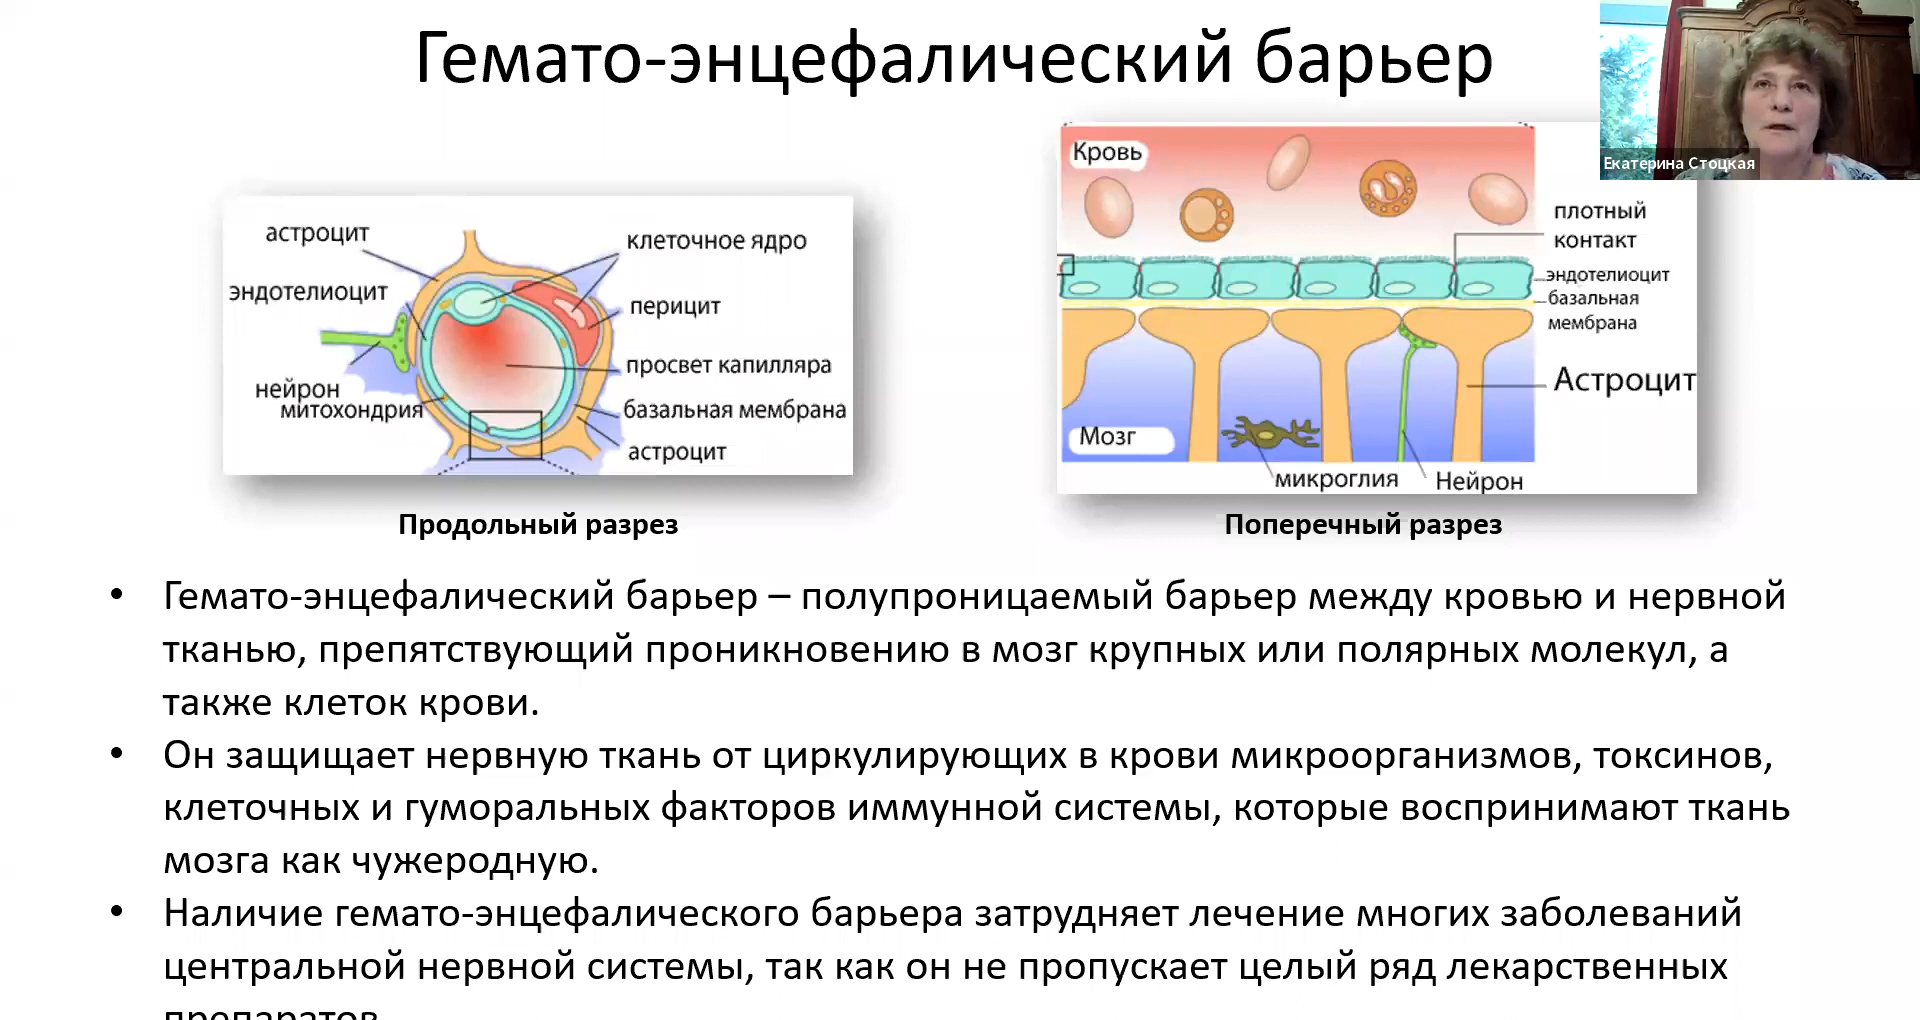 Гемато-энцефалический барьер
Екатерина Стоцкая
астроцит
эндотелиоцит
нейрон
митохондрия
клеточное ядро
перицит
просвет капилляра
базальная мембрана
астроцит
Продольный разрез
Кровь
плотный
контакт
эндотелиоцит
базальная
мембрана
Астроцит
Мозг
микроглия
Нейрон
Поперечный разрез
• Гемато-энцефалический барьер – полупроницаемый барьер между кровью и нервной
тканью, препятствующий проникновению в мозг крупных или полярных молекул, а
также клеток крови.
• Он защищает нервную ткань от циркулирующих в крови микроорганизмов, токсинов,
клеточных и гуморальных факторов иммунной системы, которые воспринимают ткань
мозга как чужеродную.
• Наличие гемато-энцефалического барьера затрудняет лечение многих заболеваний
центральной нервной системы, так как он не пропускает целый ряд лекарственных
препаратов